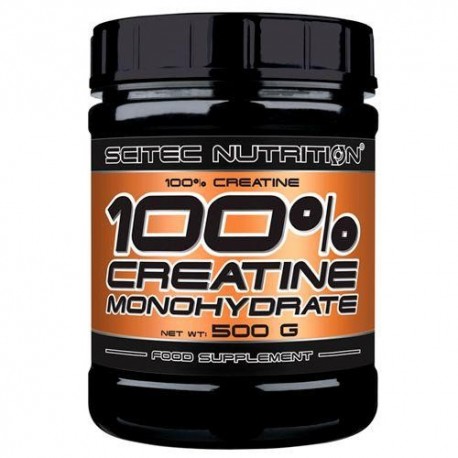 SCITEC NUTRITION
100% CREATINE
100%
CREATINE
MONOHYDRATE
NET WT: 500 G
FOOD SUPPLEMENT